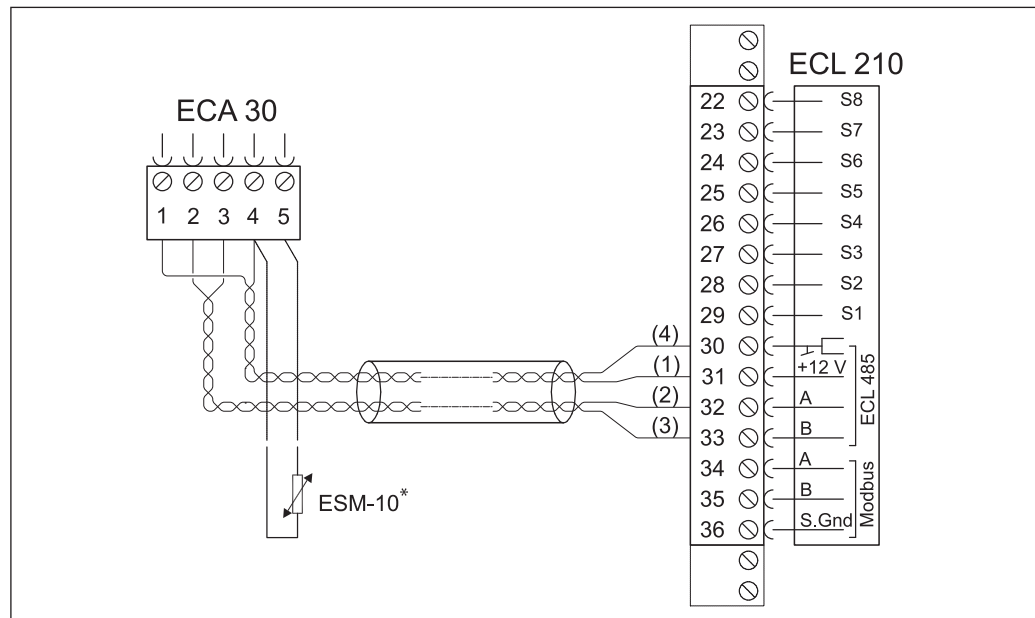 ECA 30
1 2 3 4 5
ESM-10*
ECL 210
22 S8
23 S7
24 S6
25 S5
26 S4
27 S3
28 S2
29 S1
(4) 30
(1) 31 +12 V
(2) 32 A
(3) 33 B
ECL 485
34 A
35 B
36 S.Gnd
Modbus